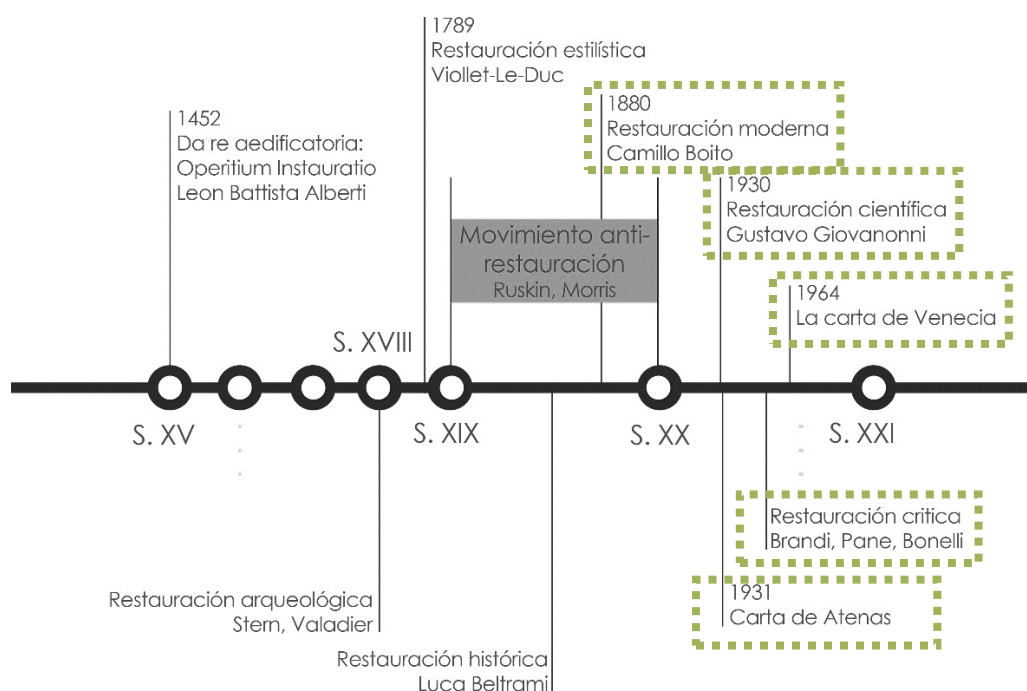 1789
Restauración estilística
Viollet-Le-Duc
1452
Da re aedificatoria:
Operitium Instauratio
Leon Battista Alberti
1880
Restauración moderna
Camillo Boito
1930
Restauración científica
Gustavo Giovanonni
Movimiento anti-
restauración
Ruskin, Morris
1964
La carta de Venecia
S. XVIII
S. XV
S. XIX
S. XX
S. XXI
Restauración critica
Brandi, Pane, Bonelli
1931
Carta de Atenas
Restauración arqueológica
Stern, Valadier
Restauración histórica
Luca Beltrami